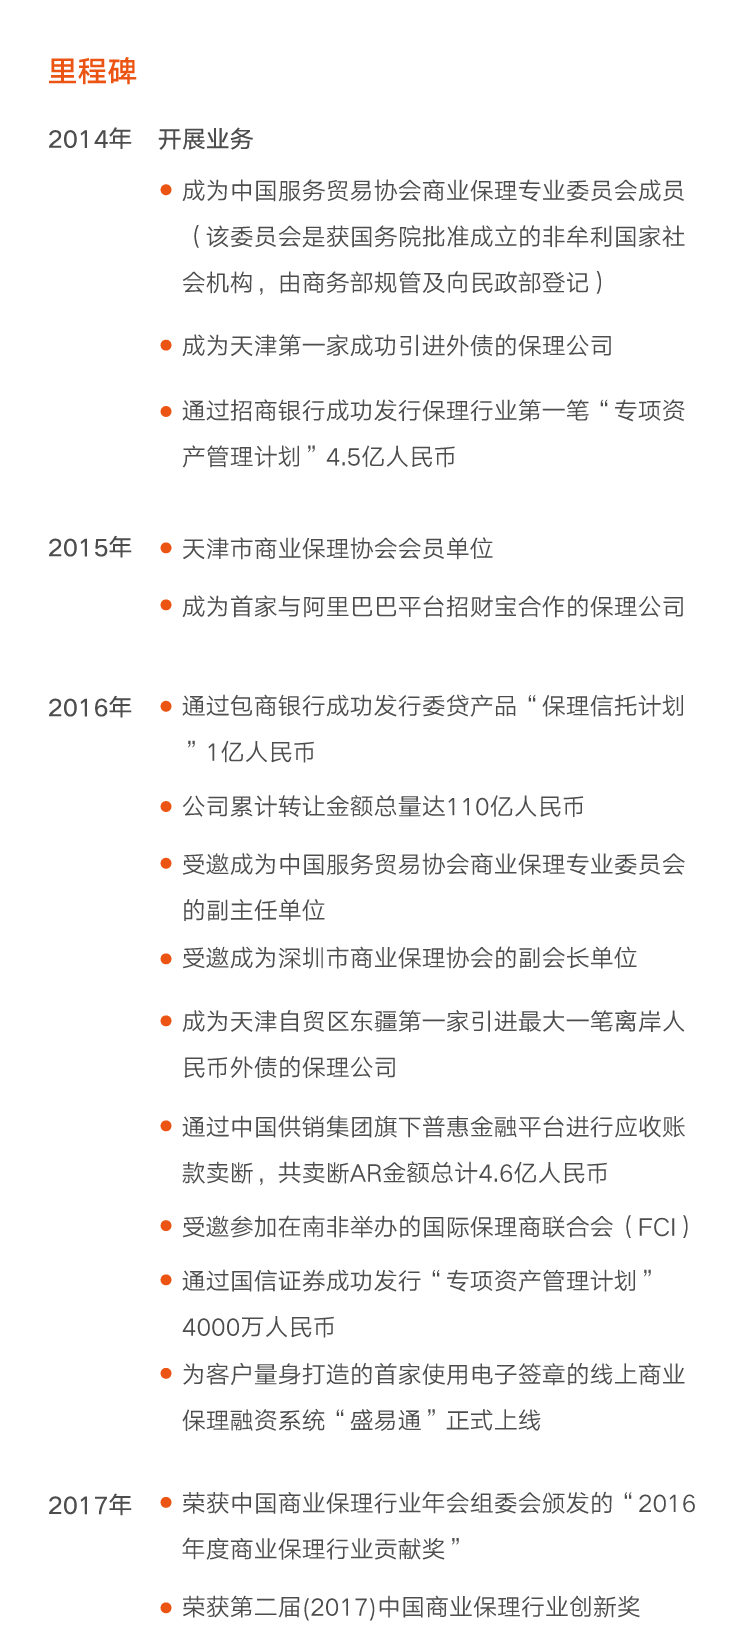 里程碑
2014年 开展业务
成为中国服务贸易协会商业保理专业委员会成员
（该委员会是获国务院批准成立的非牟利国家社
会机构，由商务部规管及向民政部登记）
成为天津第一家成功引进外债的保理公司
通过招商银行成功发行保理行业第一笔“专项资
产管理计划”4.5亿人民币
2015年 天津市商业保理协会会员单位
成为首家与阿里巴巴平台招财宝合作的保理公司
2016年 通过包商银行成功发行委贷产品“保理信托计划
”1亿人民币
公司累计转让金额总量达110亿人民币
受邀成为中国服务贸易协会商业保理专业委员会
的副主任单位
受邀成为深圳市商业保理协会的副会长单位
成为天津自贸区东疆第一家引进最大一笔离岸人
民币外债的保理公司
通过中国供销集团旗下普惠金融平台进行应收账
款卖断，共卖断AR金额总计4.6亿人民币
受邀参加在南非举办的国际保理商联合会（FCI）
通过国信证券成功发行“专项资产管理计划”
4000万人民币
为客户量身打造的首家使用电子签章的线上商业
保理融资系统“盛易通”正式上线
2017年 荣获中国商业保理行业年会组委会颁发的“2016
年度商业保理行业贡献奖”
荣获第二届(2017)中国商业保理行业创新奖